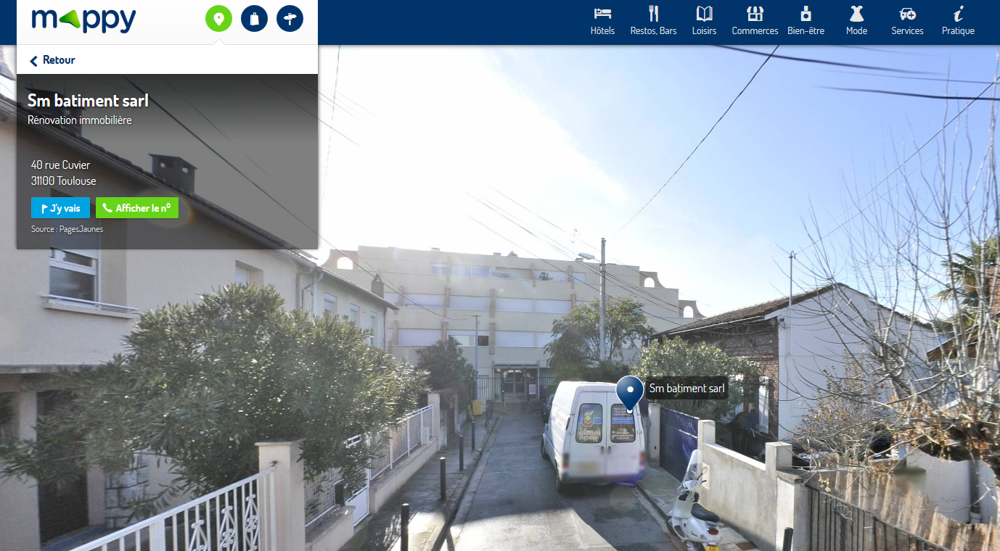 mappy
Hôtels
Restos, Bars
Loisirs
Commerces
Bien-être
Mode
Services
Pratique
Retour
Sm batiment sarl
Rénovation immobilière
40 rue Cuvier
31100 Toulouse
J'y vais
Afficher le n°
Source : PagesJaunes
Sm batiment sarl